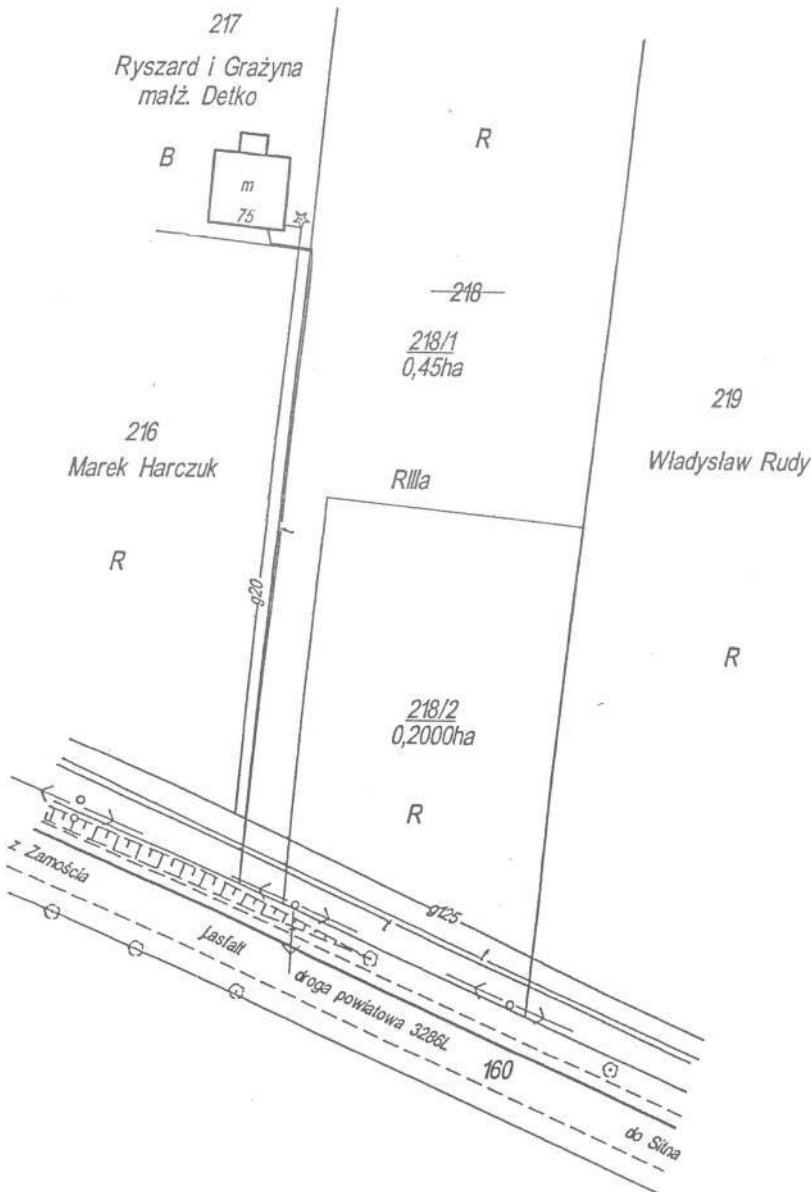 217
Ryszard i Grażyna
małż. Detko
B
m
75
R
218
218/1
0,45ha
219
Władysław Rudy
216
Marek Harczuk
RIIIa
R
t
g20
R
218/2
0,2000ha
R
g125
t
t
z Zamościa
j.asfalt
droga powiatowa 3286L
160
do Sitna